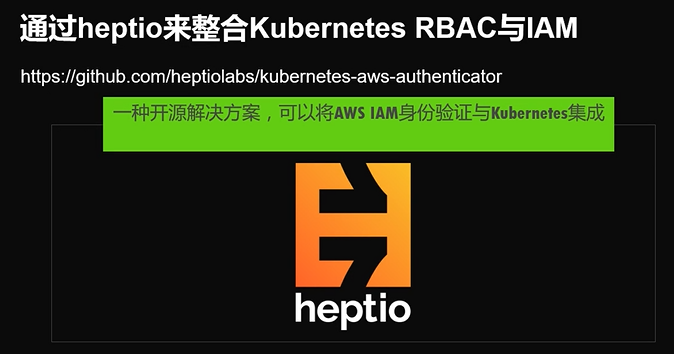 通过heptio来整合Kubernetes RBAC与IAM
https://github.com/heptiolabs/kubernetes-aws-authenticator
一种开源解决方案，可以将AWS IAM身份验证与Kubernetes集成
heptio